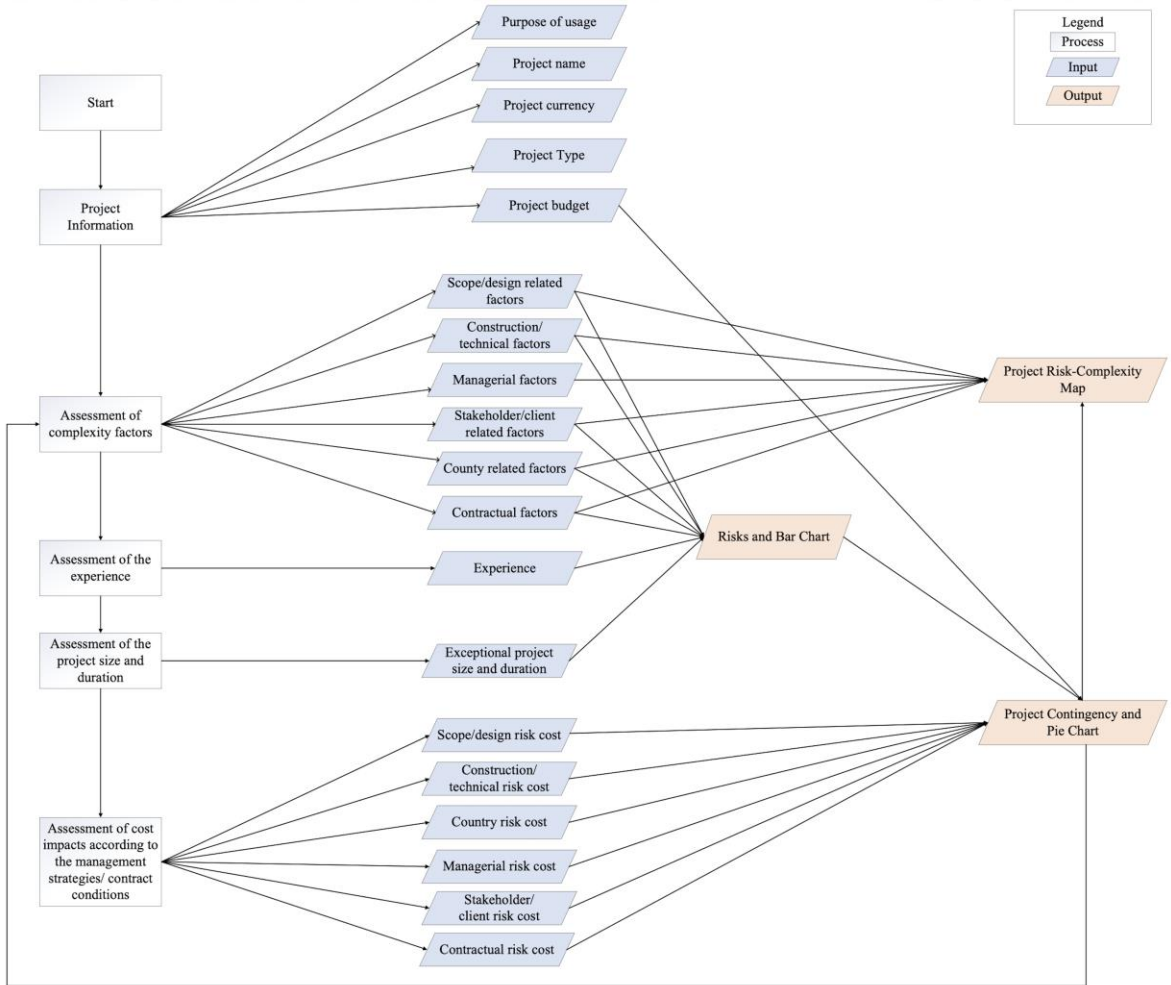 Purpose of usage
Project name
Project currency
Project Type
Project budget
Legend
Process
Input
Output
Start
Project
Information
Scope/design related
factors
Construction/
technical factors
Managerial factors
Stakeholder/client
related factors
County related factors
Contractual factors
Assessment of
complexity factors
Project Risk-Complexity
Map
Risks and Bar Chart
Assessment of the
experience
Experience
Assessment of the
project size and
duration
Exceptional project
size and duration
Scope/design risk cost
Construction/
technical risk cost
Country risk cost
Managerial risk cost
Stakeholder/
client risk cost
Contractual risk cost
Project Contingency and
Pie Chart
Assessment of cost
impacts according to
the management
strategies/ contract
conditions